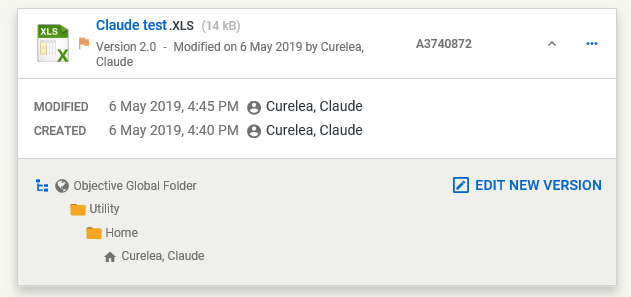 XLS
X
Claude test.XLS (14 kB)
Version 2.0 - Modified on 6 May 2019 by Curelea,
Claude
A3740872
MODIFIED 6 May 2019, 4:45 PM Curelea, Claude
CREATED 6 May 2019, 4:40 PM Curelea, Claude
Objective Global Folder
EDIT NEW VERSION
Utility
Home
Curelea, Claude